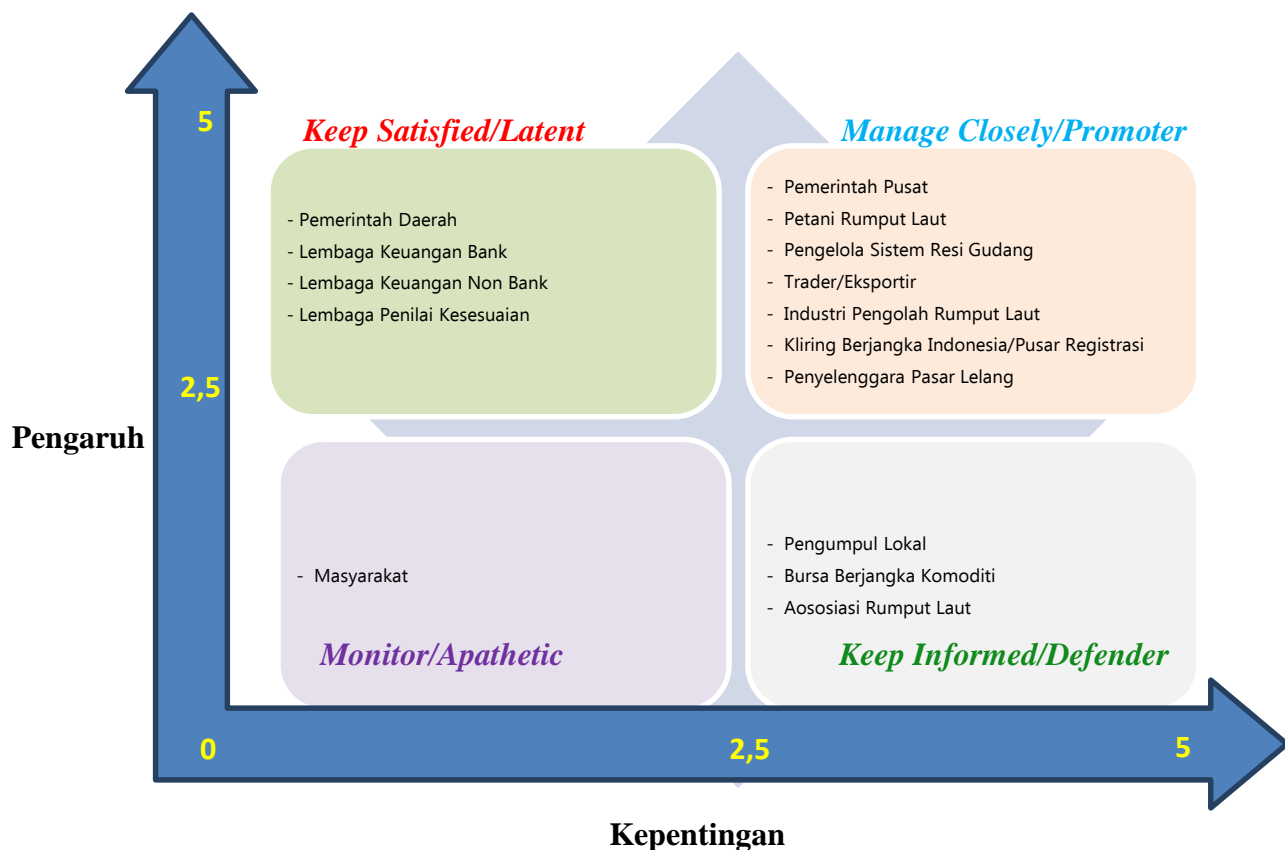 5
Keep Satisfied/Latent
- Pemerintah Daerah
- Lembaga Keuangan Bank
- Lembaga Keuangan Non Bank
- Lembaga Penilai Kesesuaian
Manage Closely/Promoter
- Pemerintah Pusat
- Petani Rumput Laut
- Pengelola Sistem Resi Gudang
- Trader/Eksportir
- Industri Pengolah Rumput Laut
- Kliring Berjangka Indonesia/Pusar Registrasi
- Penyelenggara Pasar Lelang
2,5
Pengaruh
- Masyarakat
Monitor/Apathetic
- Pengumpul Lokal
- Bursa Berjangka Komoditi
- Aososiasi Rumput Laut
Keep Informed/Defender
0
2,5
5
Kepentingan